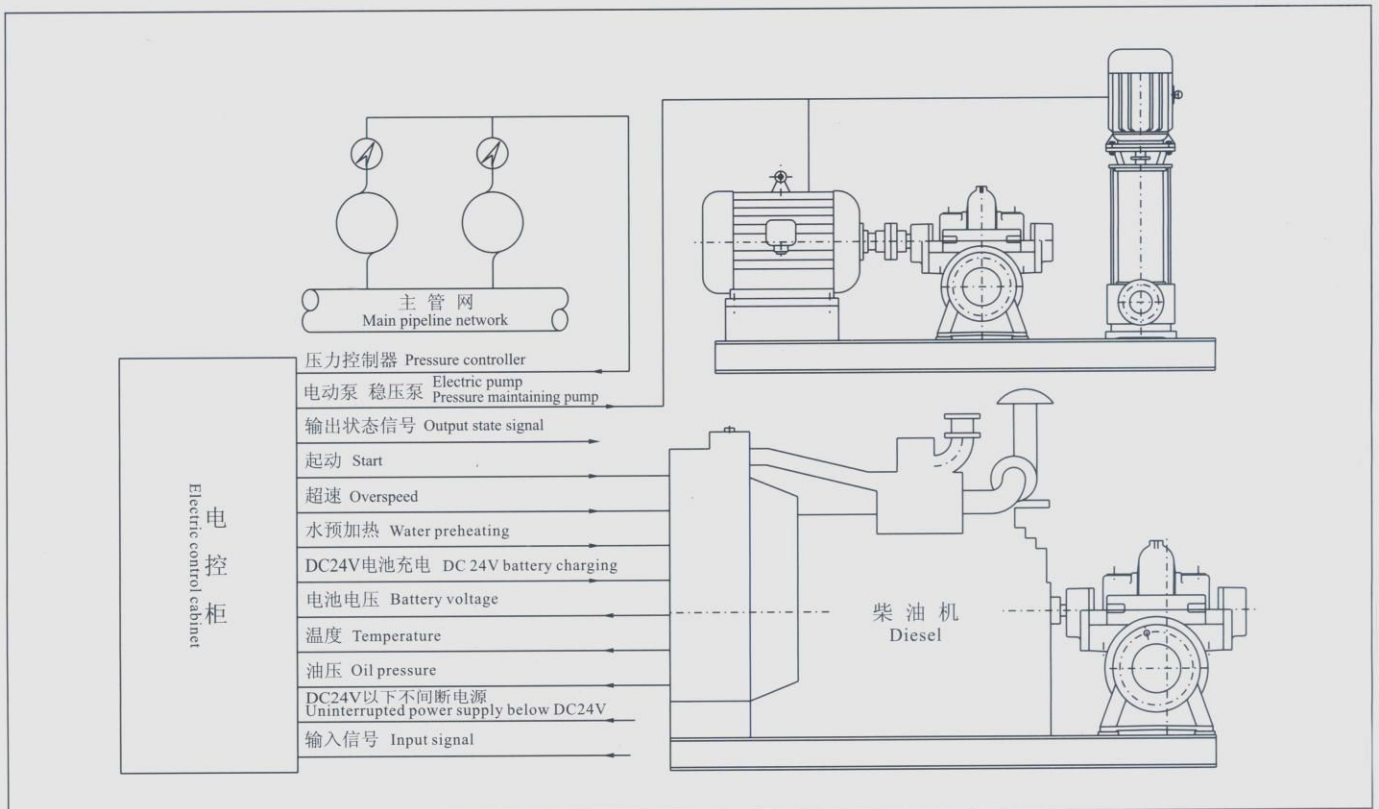 主管网
Main pipeline network
压力控制器 Pressure controller
电动泵 稳压泵 Electric pump
Pressure maintaining pump
输出状态信号 Output state signal
起动 Start
超速 Overspeed
水预加热 Water preheating
DC24V电池充电 DC 24V battery charging
电池电压 Battery voltage
温度 Temperature
油压 Oil pressure
DC24V以下不间断电源
Uninterrupted power supply below DC24V
输入信号 Input signal
电控柜
Electric control cabinet
柴油机
Diesel